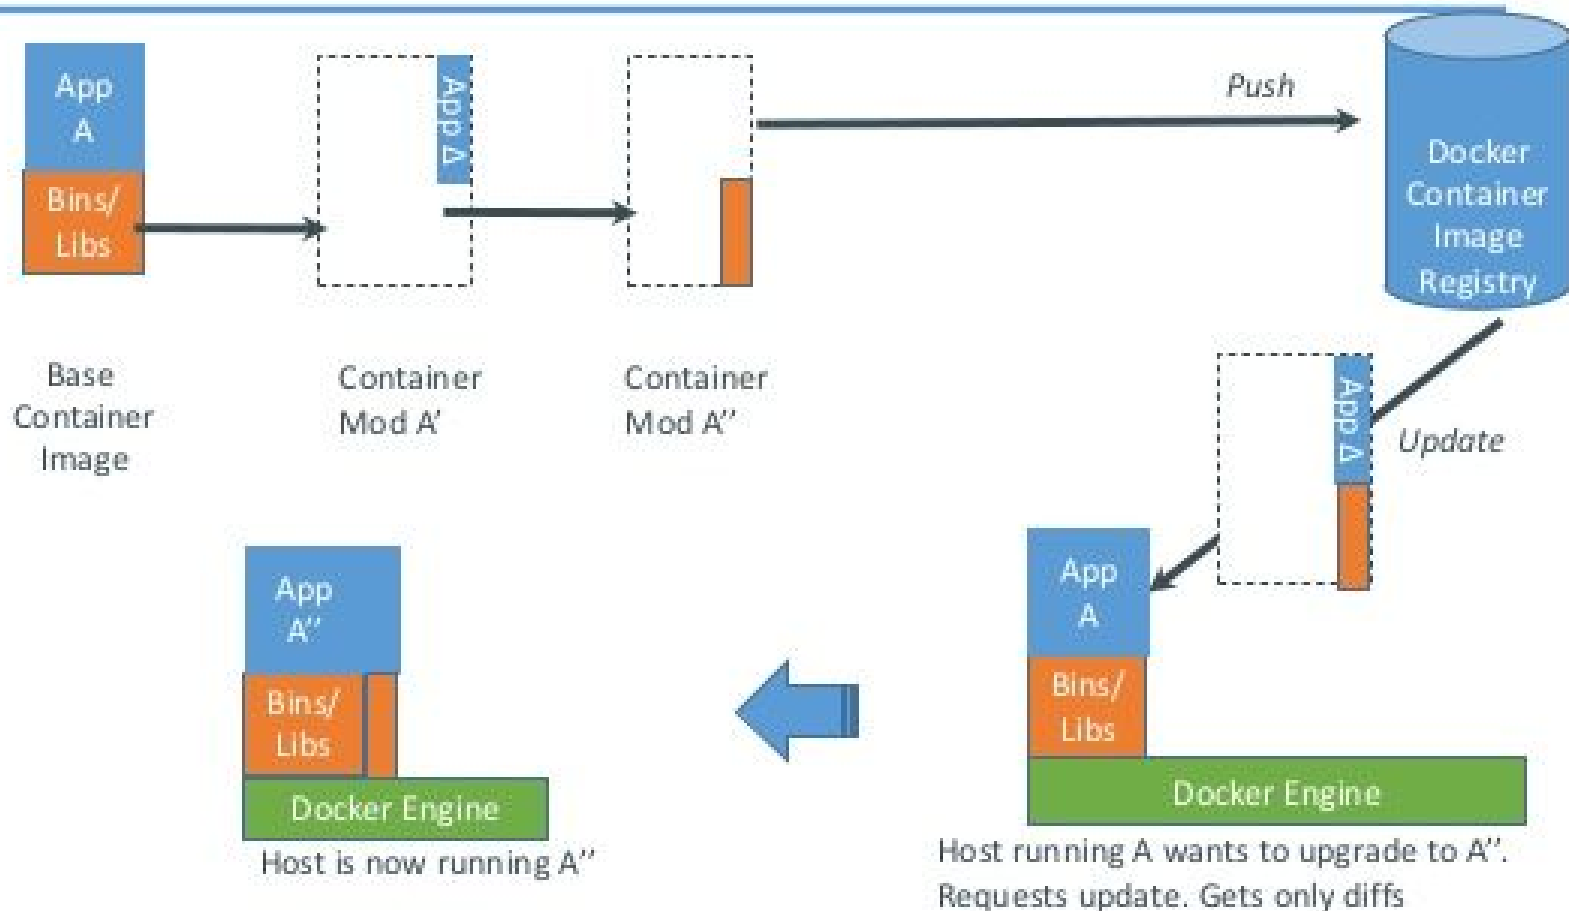 App
A
Bins/
Libs
App Δ
Push
Docker
Container
Image
Registry
Base
Container
Image
Container
Mod A'
Container
Mod A''
App Δ
Update
App
A''
Bins/
Libs
Docker Engine
Host is now running A''
App
A
Bins/
Libs
Docker Engine
Host running A wants to upgrade to A''.
Requests update. Gets only diffs